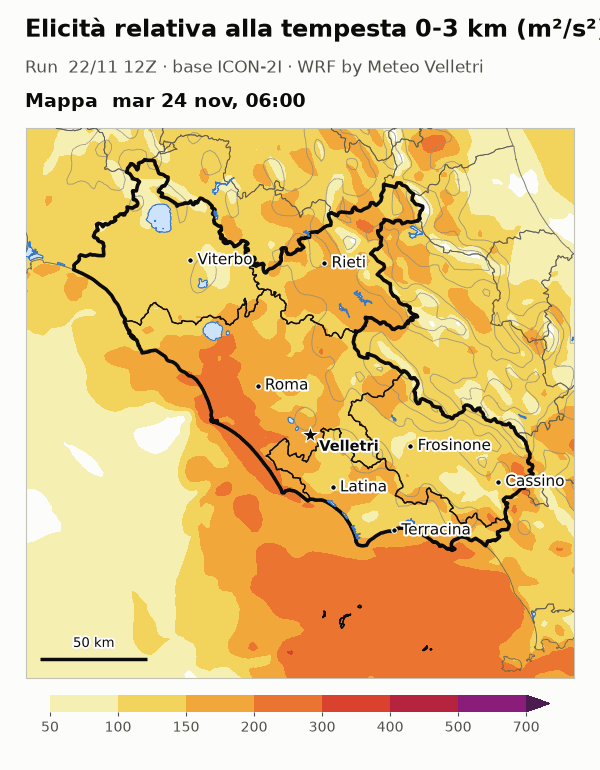 Elicità relativa alla tempesta 0-3 km (m²/s²)
Run 22/11 12Z · base ICON-2I · WRF by Meteo Velletri
Mappa mar 24 nov, 06:00
Viterbo
Rieti
Roma
Velletri
Frosinone
Latina
Cassino
Terracina
50 km
50 100 150 200 300 400 500 700